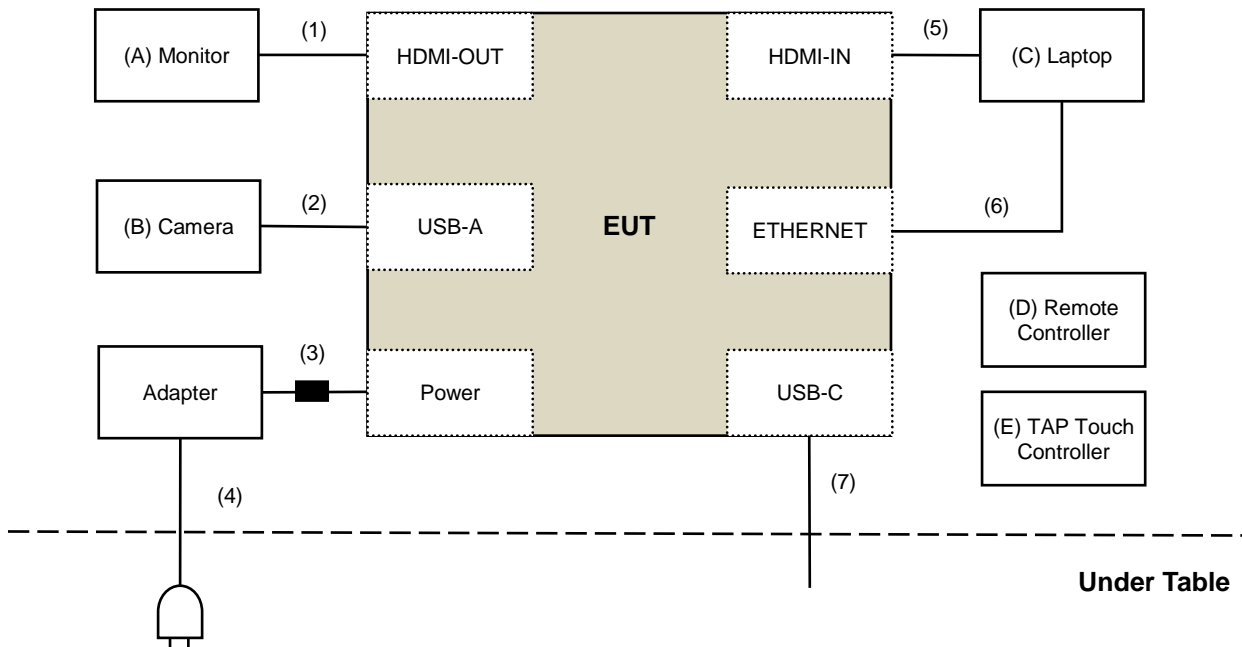 (1)
(5)
(A) Monitor
HDMI-OUT
HDMI-IN
(C) Laptop
(2)
(6)
(B) Camera
USB-A
EUT
ETHERNET
(D) Remote
Controller
(3)
Adapter
Power
USB-C
(E) TAP Touch
Controller
(4)
(7)
Under Table